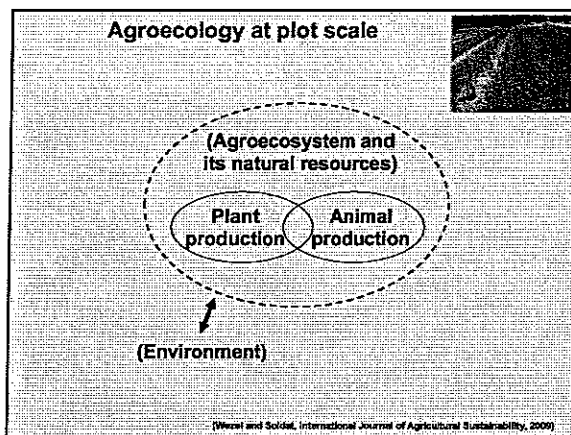 Agroecology at plot scale
(Agroecosystem and
its natural resources)
Plant
production
Animal
production
(Environment)
(Wezel and Soldat, International Journal of Agricultural Sustainability, 2009)